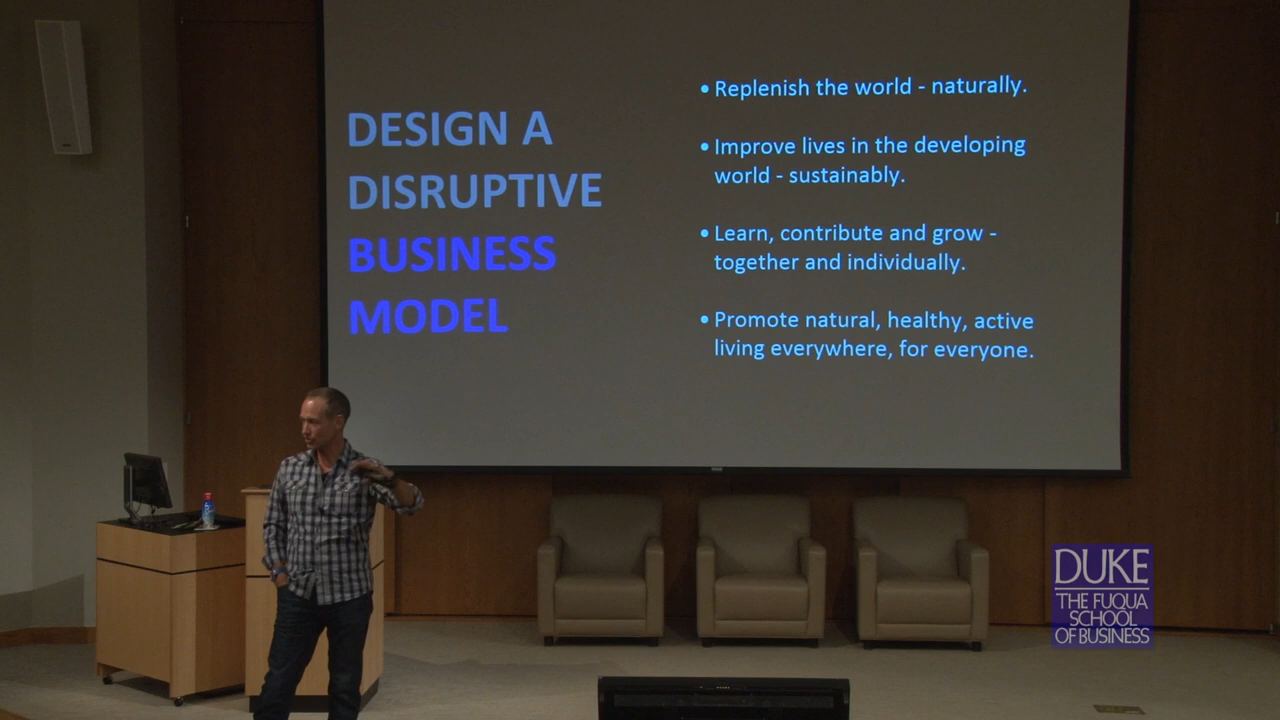 DESIGN A
DISRUPTIVE
BUSINESS
MODEL
• Replenish the world - naturally.
• Improve lives in the developing
world - sustainably.
• Learn, contribute and grow -
together and individually.
• Promote natural, healthy, active
living everywhere, for everyone.
DUKE
THE FUQUA
SCHOOL
OF BUSINESS